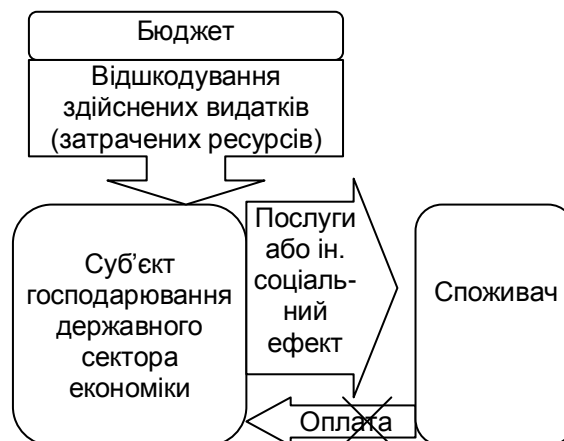 Бюджет
Відшкодування
здійснених видатків
(затрачених ресурсів)
Суб’єкт
господарювання
державного
сектора
економіки
Послуги
або ін.
соціаль-
ний
ефект
Споживач
Оплата